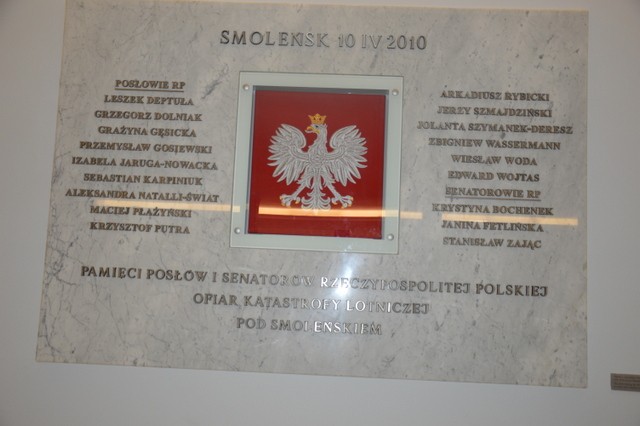 SMOLEŃSK 10 IV 2010
POSŁOWIE RP
LESZEK DEPTUŁA
GRZEGORZ DOLNIAK
GRAŻYNA GĘSICKA
PRZEMYSŁAW GOSIEWSKI
IZABELA JARUGA-NOWACKA
SEBASTIAN KARPINIUK
ALEKSANDRA NATALLI-ŚWIAT
MACIEJ PŁAŻYŃSKI
KRZYSZTOF PUTRA
ARKADIUSZ RYBICKI
JERZY SZMAJDZIŃSKI
JOLANTA SZYMANEK-DERESZ
ZBIGNIEW WASSERMANN
WIESŁAW WODA
EDWARD WOJTAS
SENATOROWIE RP
KRYSTYNA BOCHENEK
JANINA FETLIŃSKA
STANISŁAW ZAJĄC
PAMIĘCI POSŁÓW I SENATORÓW RZECZYPOSPOLITEJ POLSKIEJ
OFIAR KATASTROFY LOTNICZEJ
POD SMOLEŃSKIEM